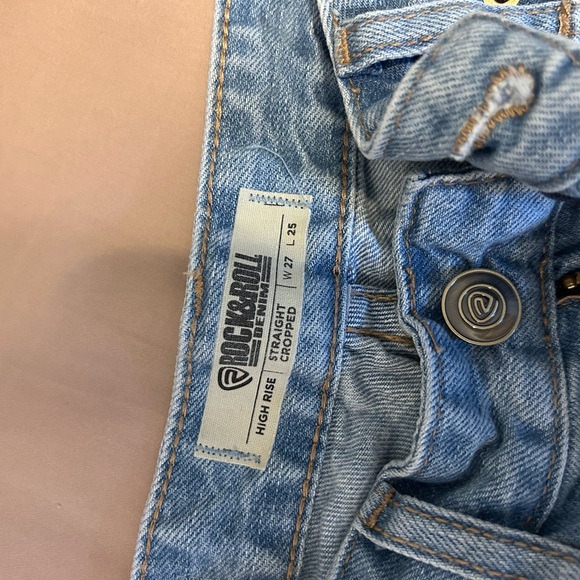 ROCK&ROLL
DENIM
HIGH RISE
STRAIGHT
CROPPED
W 27 L 25